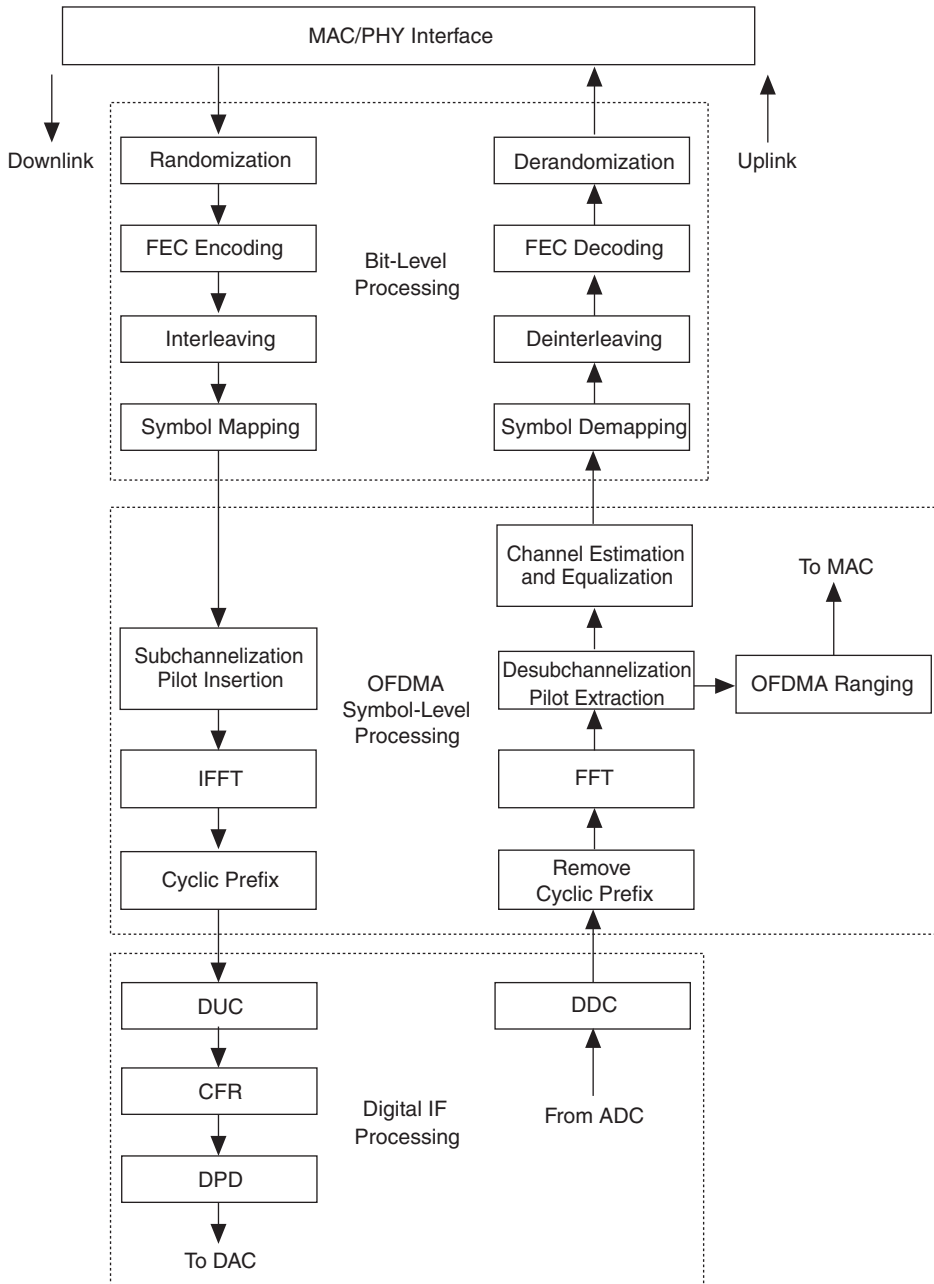 MAC/PHY Interface
Downlink
Uplink
Randomization
Derandomization
FEC Encoding
FEC Decoding
Bit-Level
Processing
Interleaving
Deinterleaving
Symbol Mapping
Symbol Demapping
Channel Estimation
and Equalization
To MAC
Subchannelization
Pilot Insertion
OFDMA
Symbol-Level
Processing
Desubchannelization
Pilot Extraction
OFDMA Ranging
IFFT
FFT
Cyclic Prefix
Remove
Cyclic Prefix
DUC
DDC
CFR
Digital IF
Processing
From ADC
DPD
To DAC